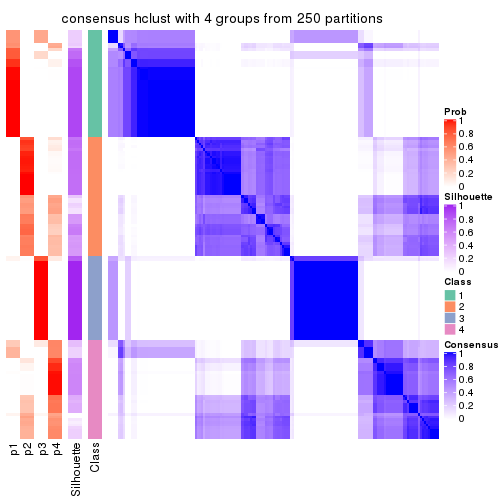 consensus hclust with 4 groups from 250 partitions
Prob
1
0.8
0.6
0.4
0.2
0
Silhouette
1
0.8
0.6
0.4
0.2
0
Class
1
2
3
4
Consensus
1
0.8
0.6
0.4
0.2
0
p1
p2
p3
p4
Silhouette
Class